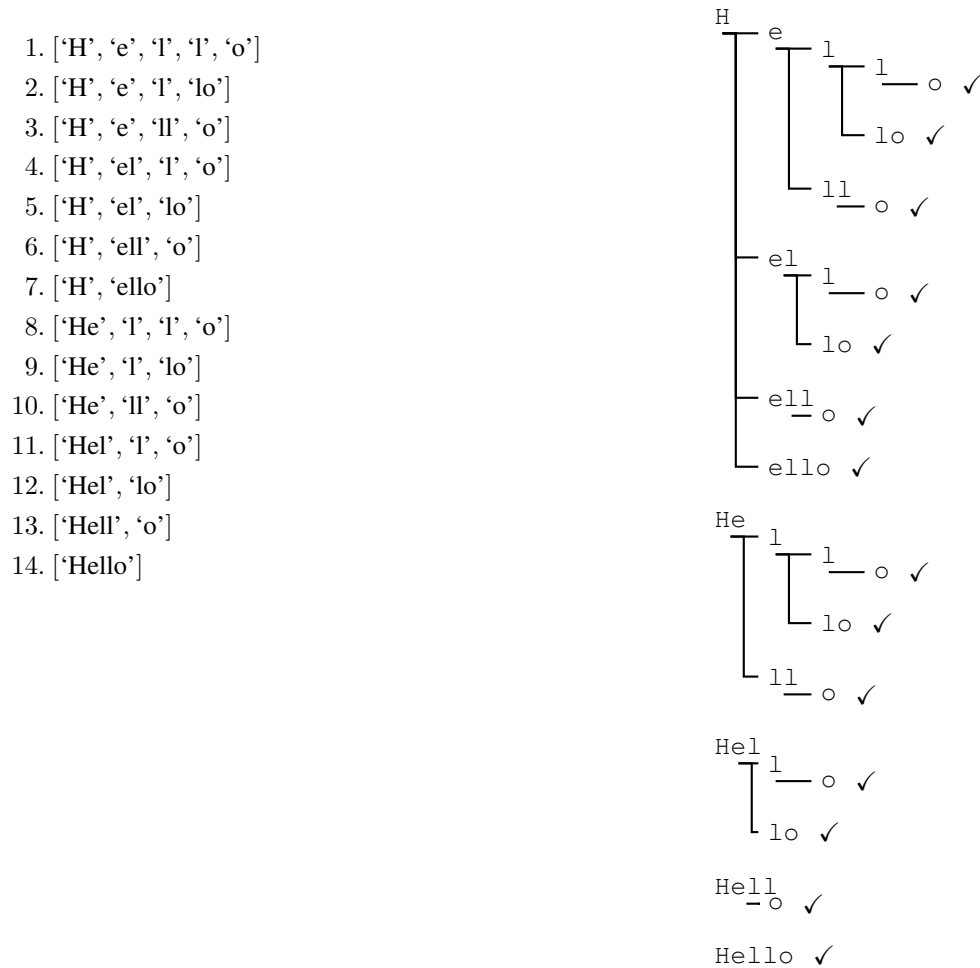 1. [‘H’, ‘e’, ‘l’, ‘l’, ‘o’]
2. [‘H’, ‘e’, ‘l’, ‘lo’]
3. [‘H’, ‘e’, ‘ll’, ‘o’]
4. [‘H’, ‘el’, ‘l’, ‘o’]
5. [‘H’, ‘el’, ‘lo’]
6. [‘H’, ‘ell’, ‘o’]
7. [‘H’, ‘ello’]
8. [‘He’, ‘l’, ‘l’, ‘o’]
9. [‘He’, ‘l’, ‘lo’]
10. [‘He’, ‘ll’, ‘o’]
11. [‘Hel’, ‘l’, ‘o’]
12. [‘Hel’, ‘lo’]
13. [‘Hell’, ‘o’]
14. [‘Hello’]
H
e
l
l
o ✓
lo ✓
ll
o ✓
el
l
o ✓
lo ✓
ell
o ✓
ello ✓
He
l
l
o ✓
lo ✓
ll
o ✓
Hel
l
o ✓
lo ✓
Hell
o ✓
Hello ✓